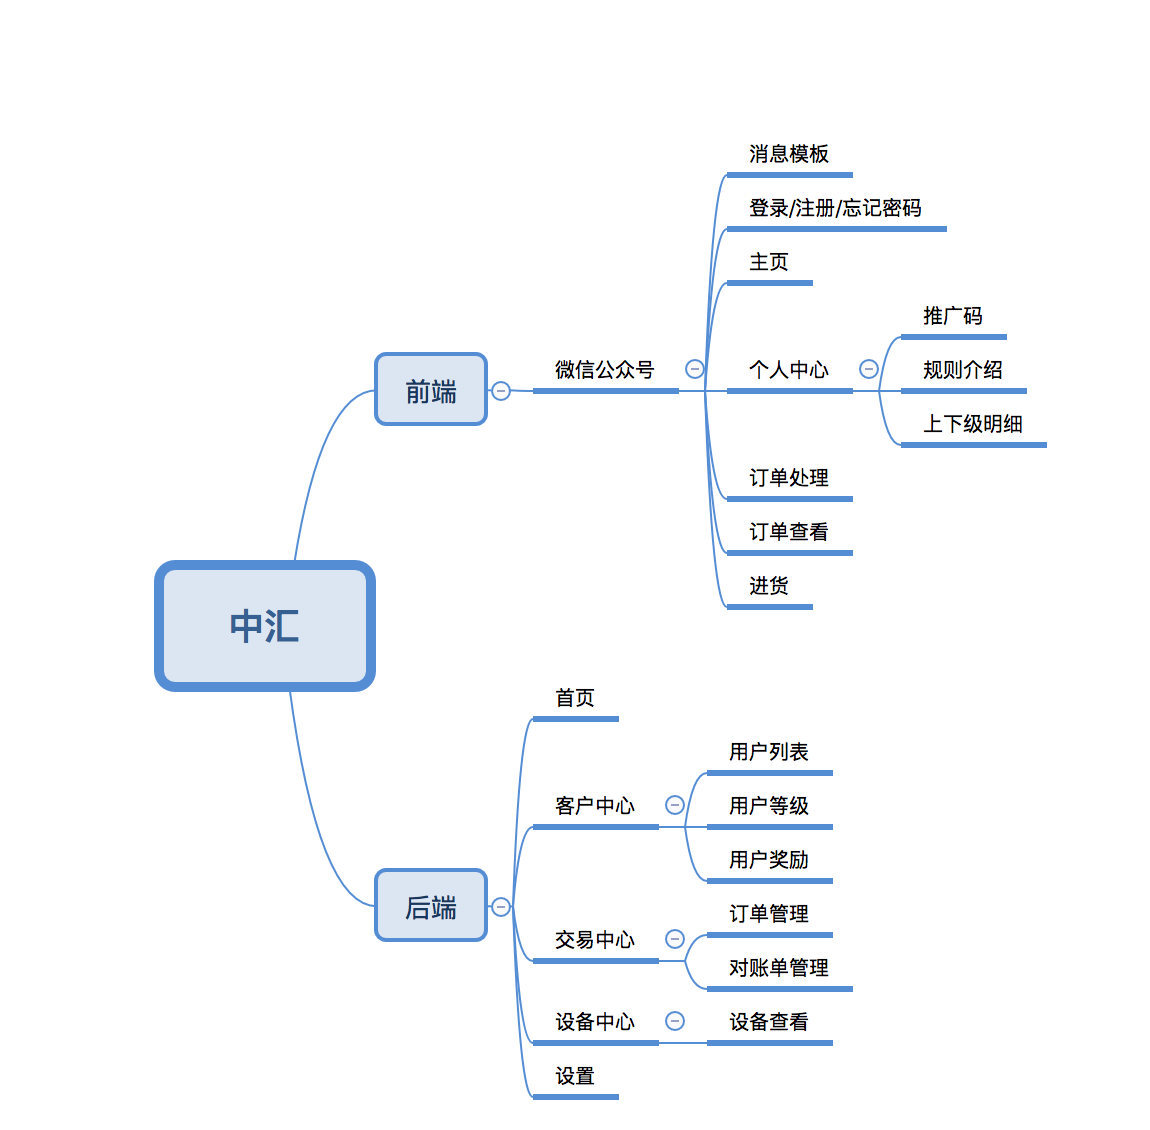 消息模板
登录/注册/忘记密码
主页
推广码
微信公众号
个人中心
规则介绍
前端
上下级明细
订单处理
订单查看
进货
中汇
首页
用户列表
客户中心
用户等级
用户奖励
后端
订单管理
交易中心
对账单管理
设备中心
设备查看
设置